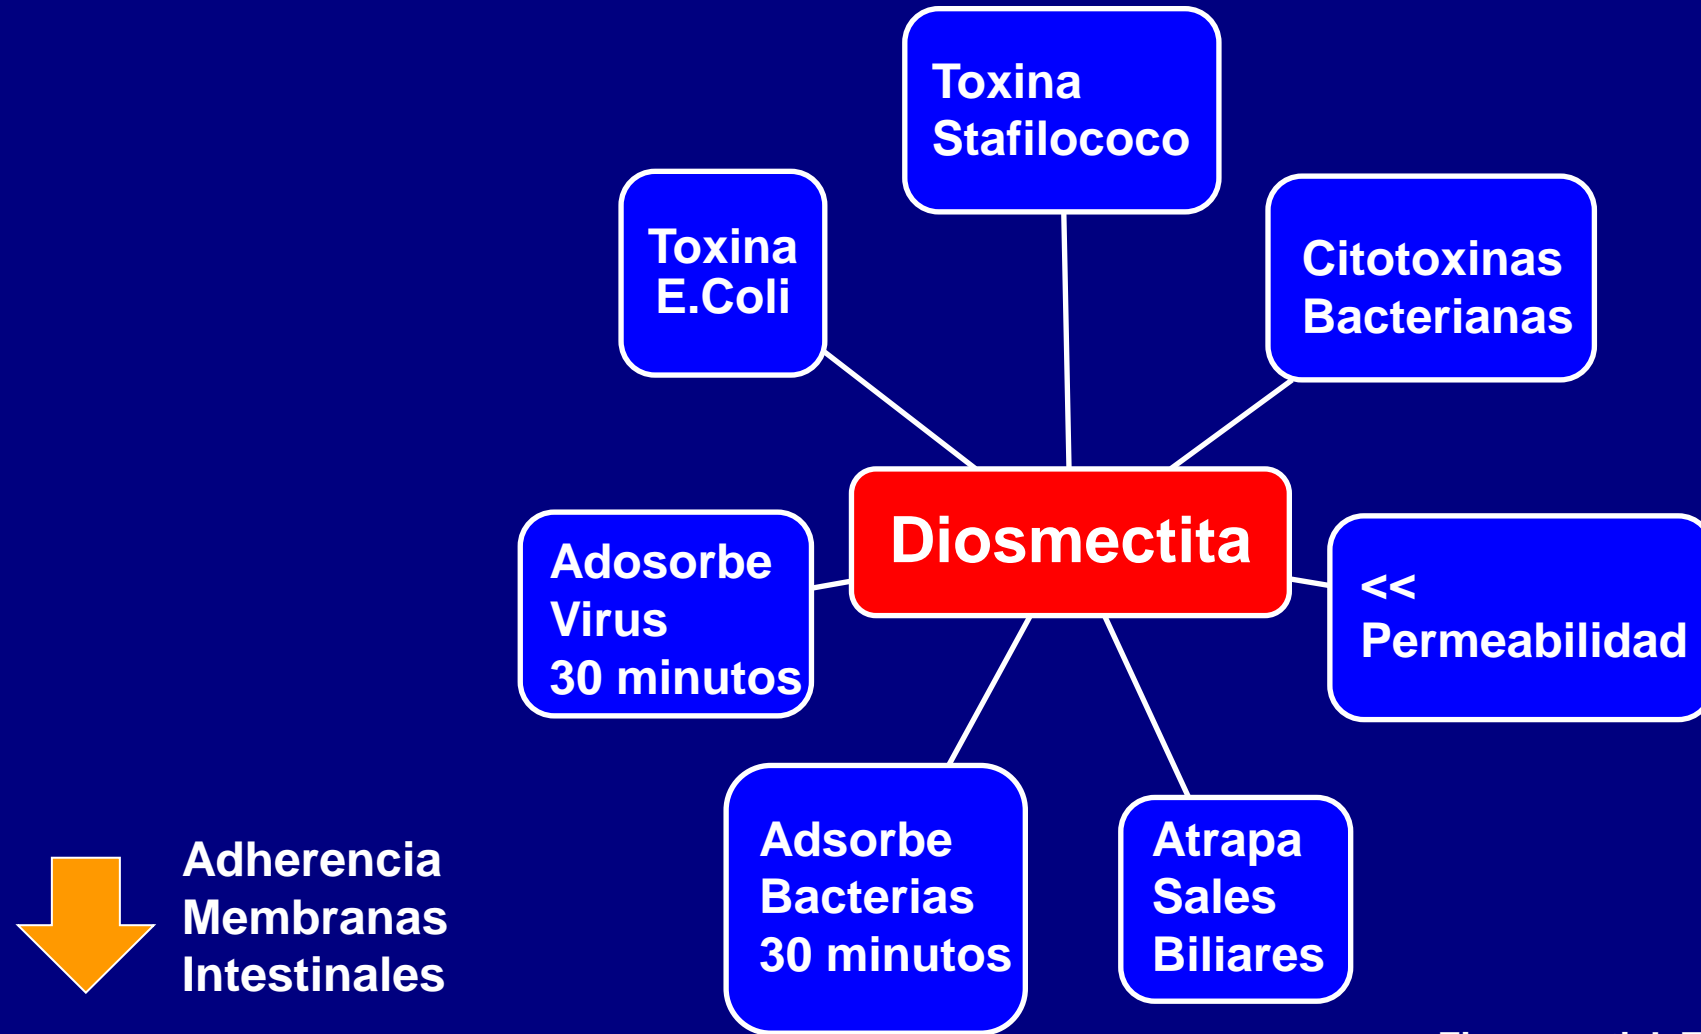 Toxina
Stafilococo
Toxina
E.Coli
Citotoxinas
Bacterianas
Diosmectita
Adosorbe
Virus
30 minutos
<<
Permeabilidad
Adsorbe
Bacterias
30 minutos
Atrapa
Sales
Biliares
Adherencia
Membranas
Intestinales